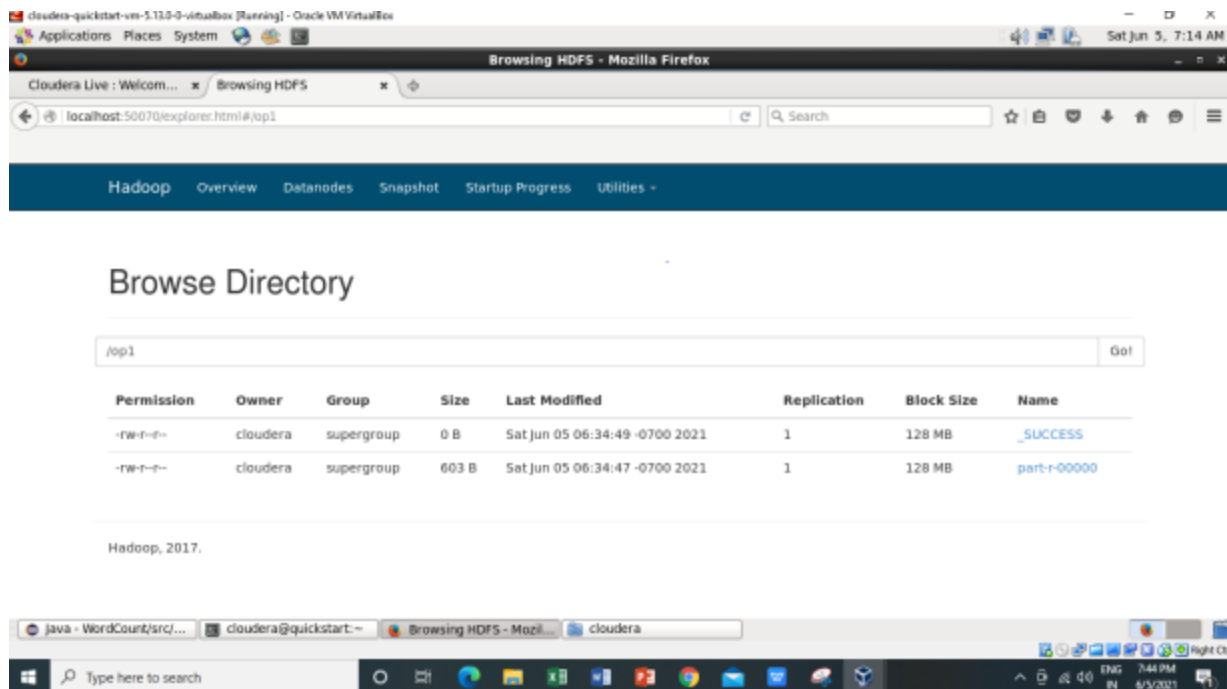 cloudera-quickstart-vm-5.13.0-0-virtualbox [Running] - Oracle VM VirtualBox
Applications Places System Sat Jun 5, 7:14 AM
Browsing HDFS - Mozilla Firefox
Cloudera Live : Welcom... Browsing HDFS
localhost:50070/explorer.html#/op1 Search
Hadoop Overview Datanodes Snapshot Startup Progress Utilities
Browse Directory
/op1 Go!
Permission Owner Group Size Last Modified Replication Block Size Name
-rw-r--r-- cloudera supergroup 0 B Sat Jun 05 06:34:49 -0700 2021 1 128 MB _SUCCESS
-rw-r--r-- cloudera supergroup 603 B Sat Jun 05 06:34:47 -0700 2021 1 128 MB part-r-00000
Hadoop, 2017.
Java - WordCount/src/... cloudera@quickstart:~ Browsing HDFS - Mozil... cloudera
Right Ct
Type here to search ENG 7:44 PM
IN 6/5/2021